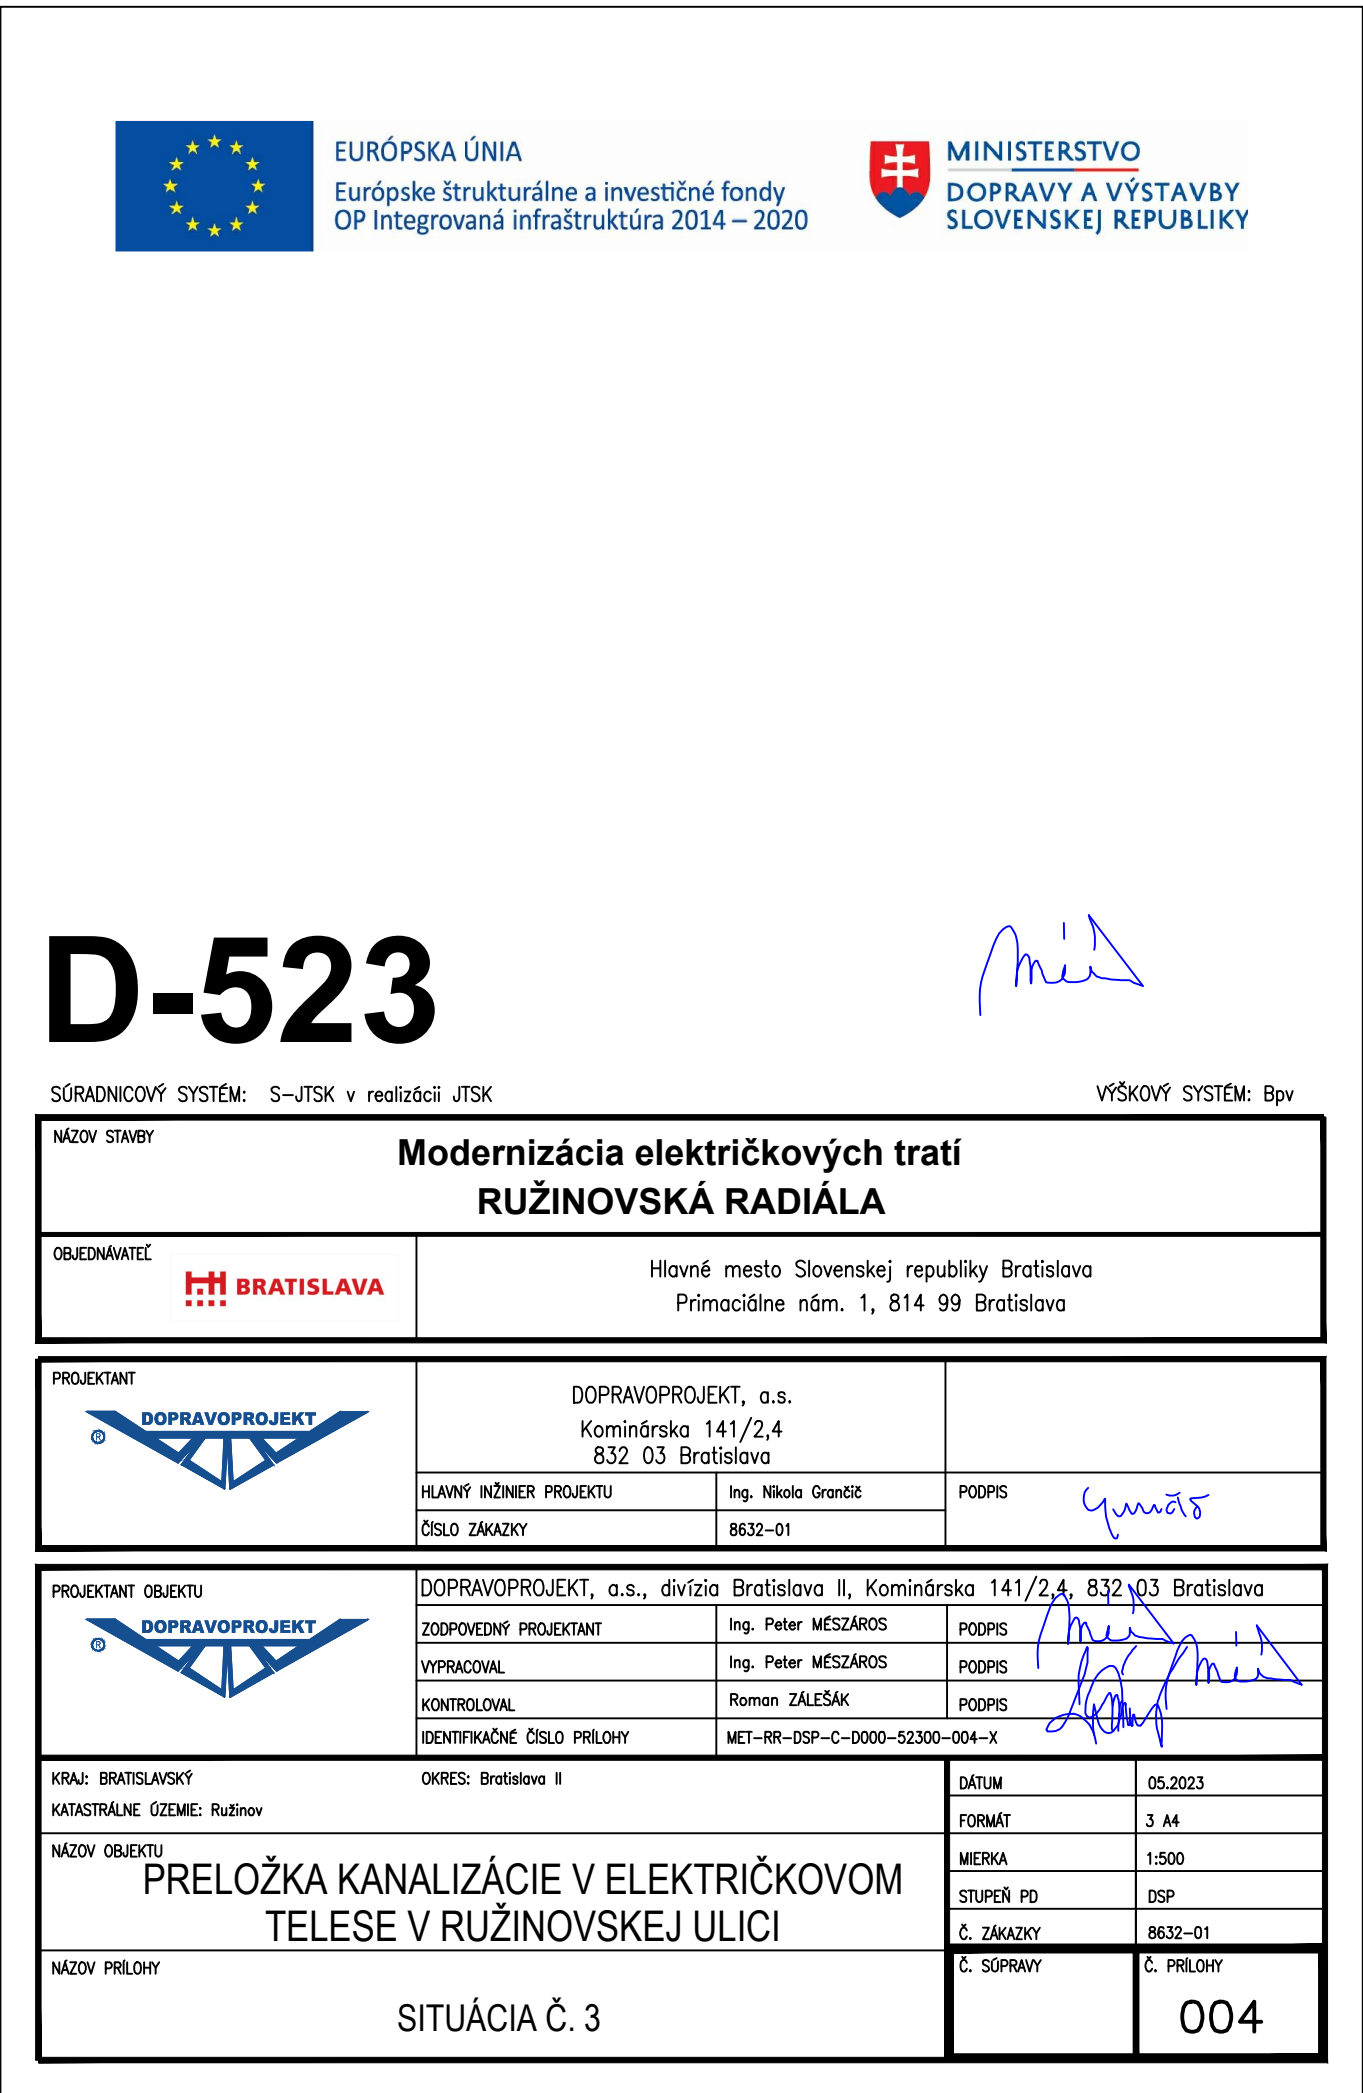 EURÓPSKA ÚNIA
Európske štrukturálne a investičné fondy
OP Integrovaná infraštruktúra 2014 – 2020
MINISTERSTVO
DOPRAVY A VÝSTAVBY
SLOVENSKEJ REPUBLIKY
D-523
SÚRADNICOVÝ SYSTÉM: S-JTSK v realizácii JTSK
VÝŠKOVÝ SYSTÉM: Bpv
NÁZOV STAVBY
Modernizácia električkových tratí
RUŽINOVSKÁ RADIÁLA
OBJEDNÁVATEĽ
BRATISLAVA
Hlavné mesto Slovenskej republiky Bratislava
Primaciálne nám. 1, 814 99 Bratislava
PROJEKTANT
DOPRAVOPROJEKT
®
DOPRAVOPROJEKT, a.s.
Kominárska 141/2,4
832 03 Bratislava
HLAVNÝ INŽINIER PROJEKTU Ing. Nikola Grančič PODPIS
ČÍSLO ZÁKAZKY 8632-01
PROJEKTANT OBJEKTU
DOPRAVOPROJEKT
®
DOPRAVOPROJEKT, a.s., divízia Bratislava II, Kominárska 141/2,4, 832 03 Bratislava
ZODPOVEDNÝ PROJEKTANT Ing. Peter MÉSZÁROS PODPIS
VYPRACOVAL Ing. Peter MÉSZÁROS PODPIS
KONTROLOVAL Roman ZÁLEŠÁK PODPIS
IDENTIFIKAČNÉ ČÍSLO PRÍLOHY MET-RR-DSP-C-D000-52300-004-X
KRAJ: BRATISLAVSKÝ OKRES: Bratislava II
KATASTRÁLNE ÚZEMIE: Ružinov
DÁTUM 05.2023
FORMÁT 3 A4
MIERKA 1:500
STUPEŇ PD DSP
Č. ZÁKAZKY 8632-01
NÁZOV OBJEKTU
PRELOŽKA KANALIZÁCIE V ELEKTRIČKOVOM
TELESE V RUŽINOVSKEJ ULICI
NÁZOV PRÍLOHY
SITUÁCIA Č. 3
Č. SÚPRAVY
Č. PRÍLOHY
004